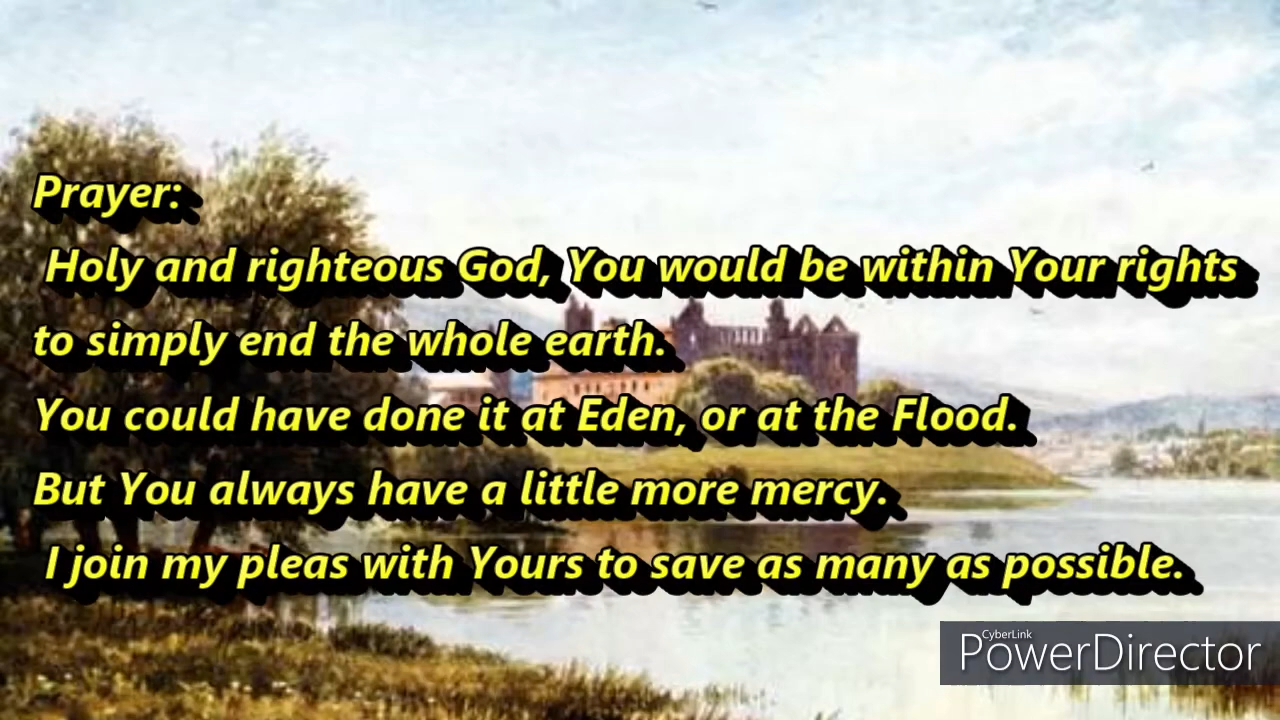 Prayer:
Holy and righteous God, You would be within Your rights
to simply end the whole earth.
You could have done it at Eden, or at the Flood.
But You always have a little more mercy.
I join my pleas with Yours to save as many as possible.
CyberLink
PowerDirector